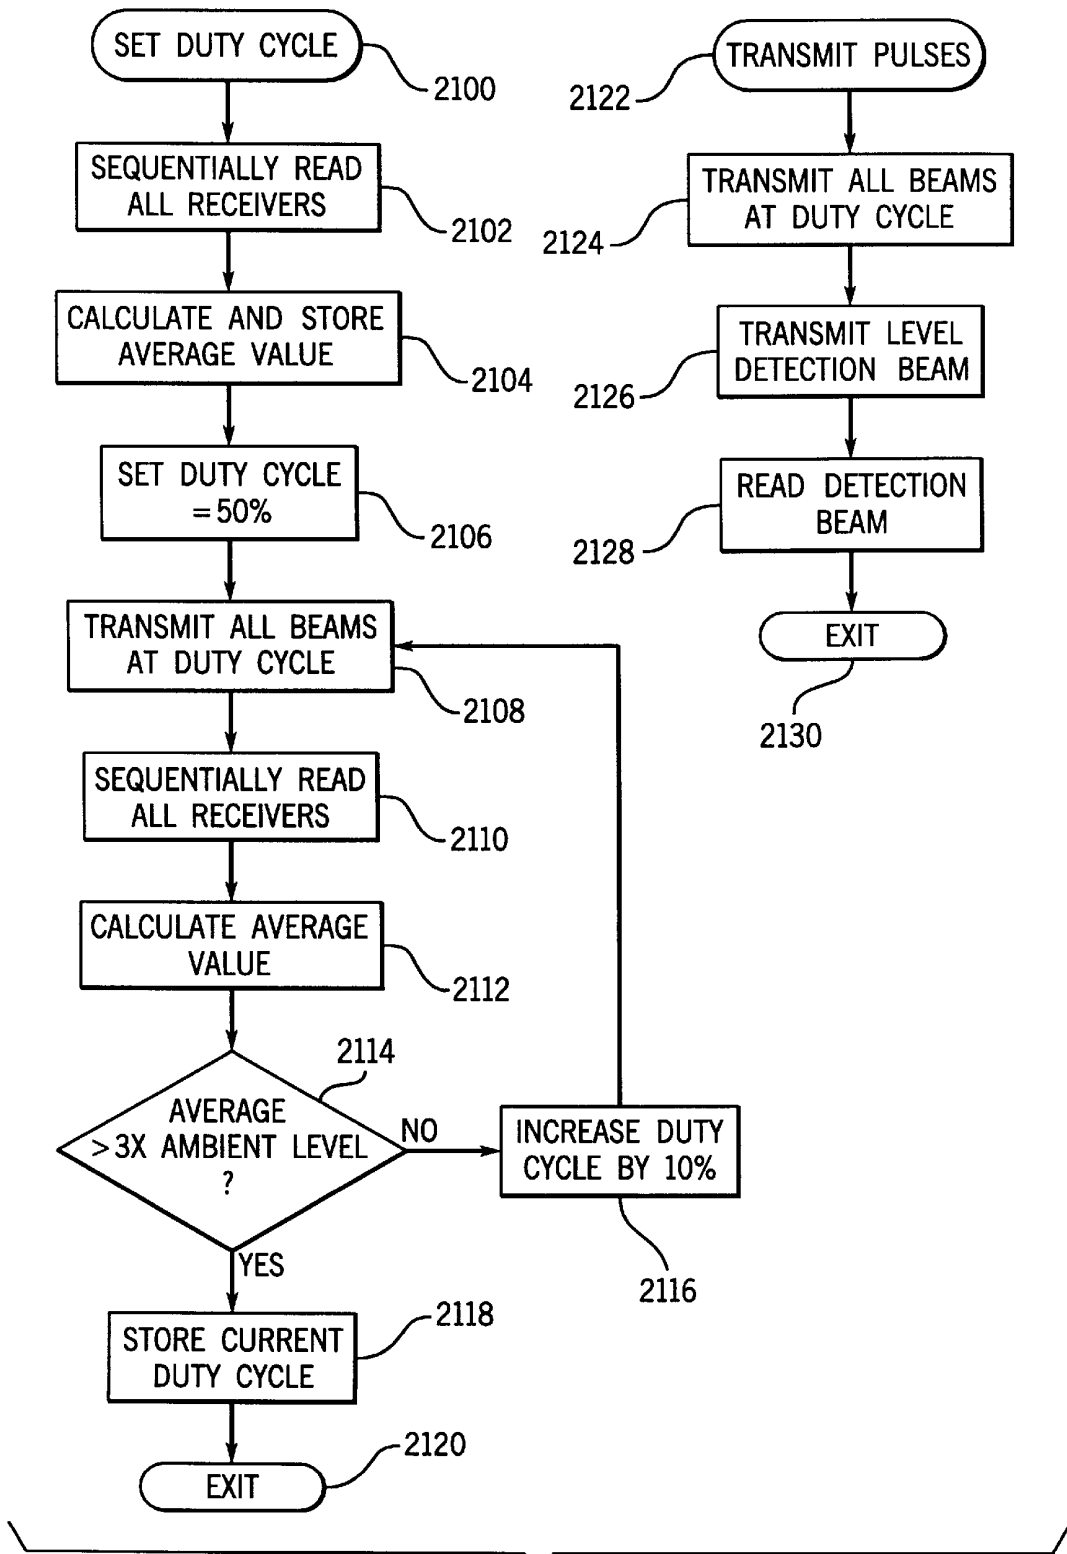 SET DUTY CYCLE
2100
SEQUENTIALLY READ
ALL RECEIVERS
2102
CALCULATE AND STORE
AVERAGE VALUE
2104
SET DUTY CYCLE
=50%
2106
TRANSMIT ALL BEAMS
AT DUTY CYCLE
2108
SEQUENTIALLY READ
ALL RECEIVERS
2110
CALCULATE AVERAGE
VALUE
2112
2114
AVERAGE
>3X AMBIENT LEVEL
?
NO
INCREASE DUTY
CYCLE BY 10%
2116
YES
STORE CURRENT
DUTY CYCLE
2118
EXIT
2120
TRANSMIT PULSES
2122
TRANSMIT ALL BEAMS
AT DUTY CYCLE
2124
TRANSMIT LEVEL
DETECTION BEAM
2126
READ DETECTION
BEAM
2128
EXIT
2130